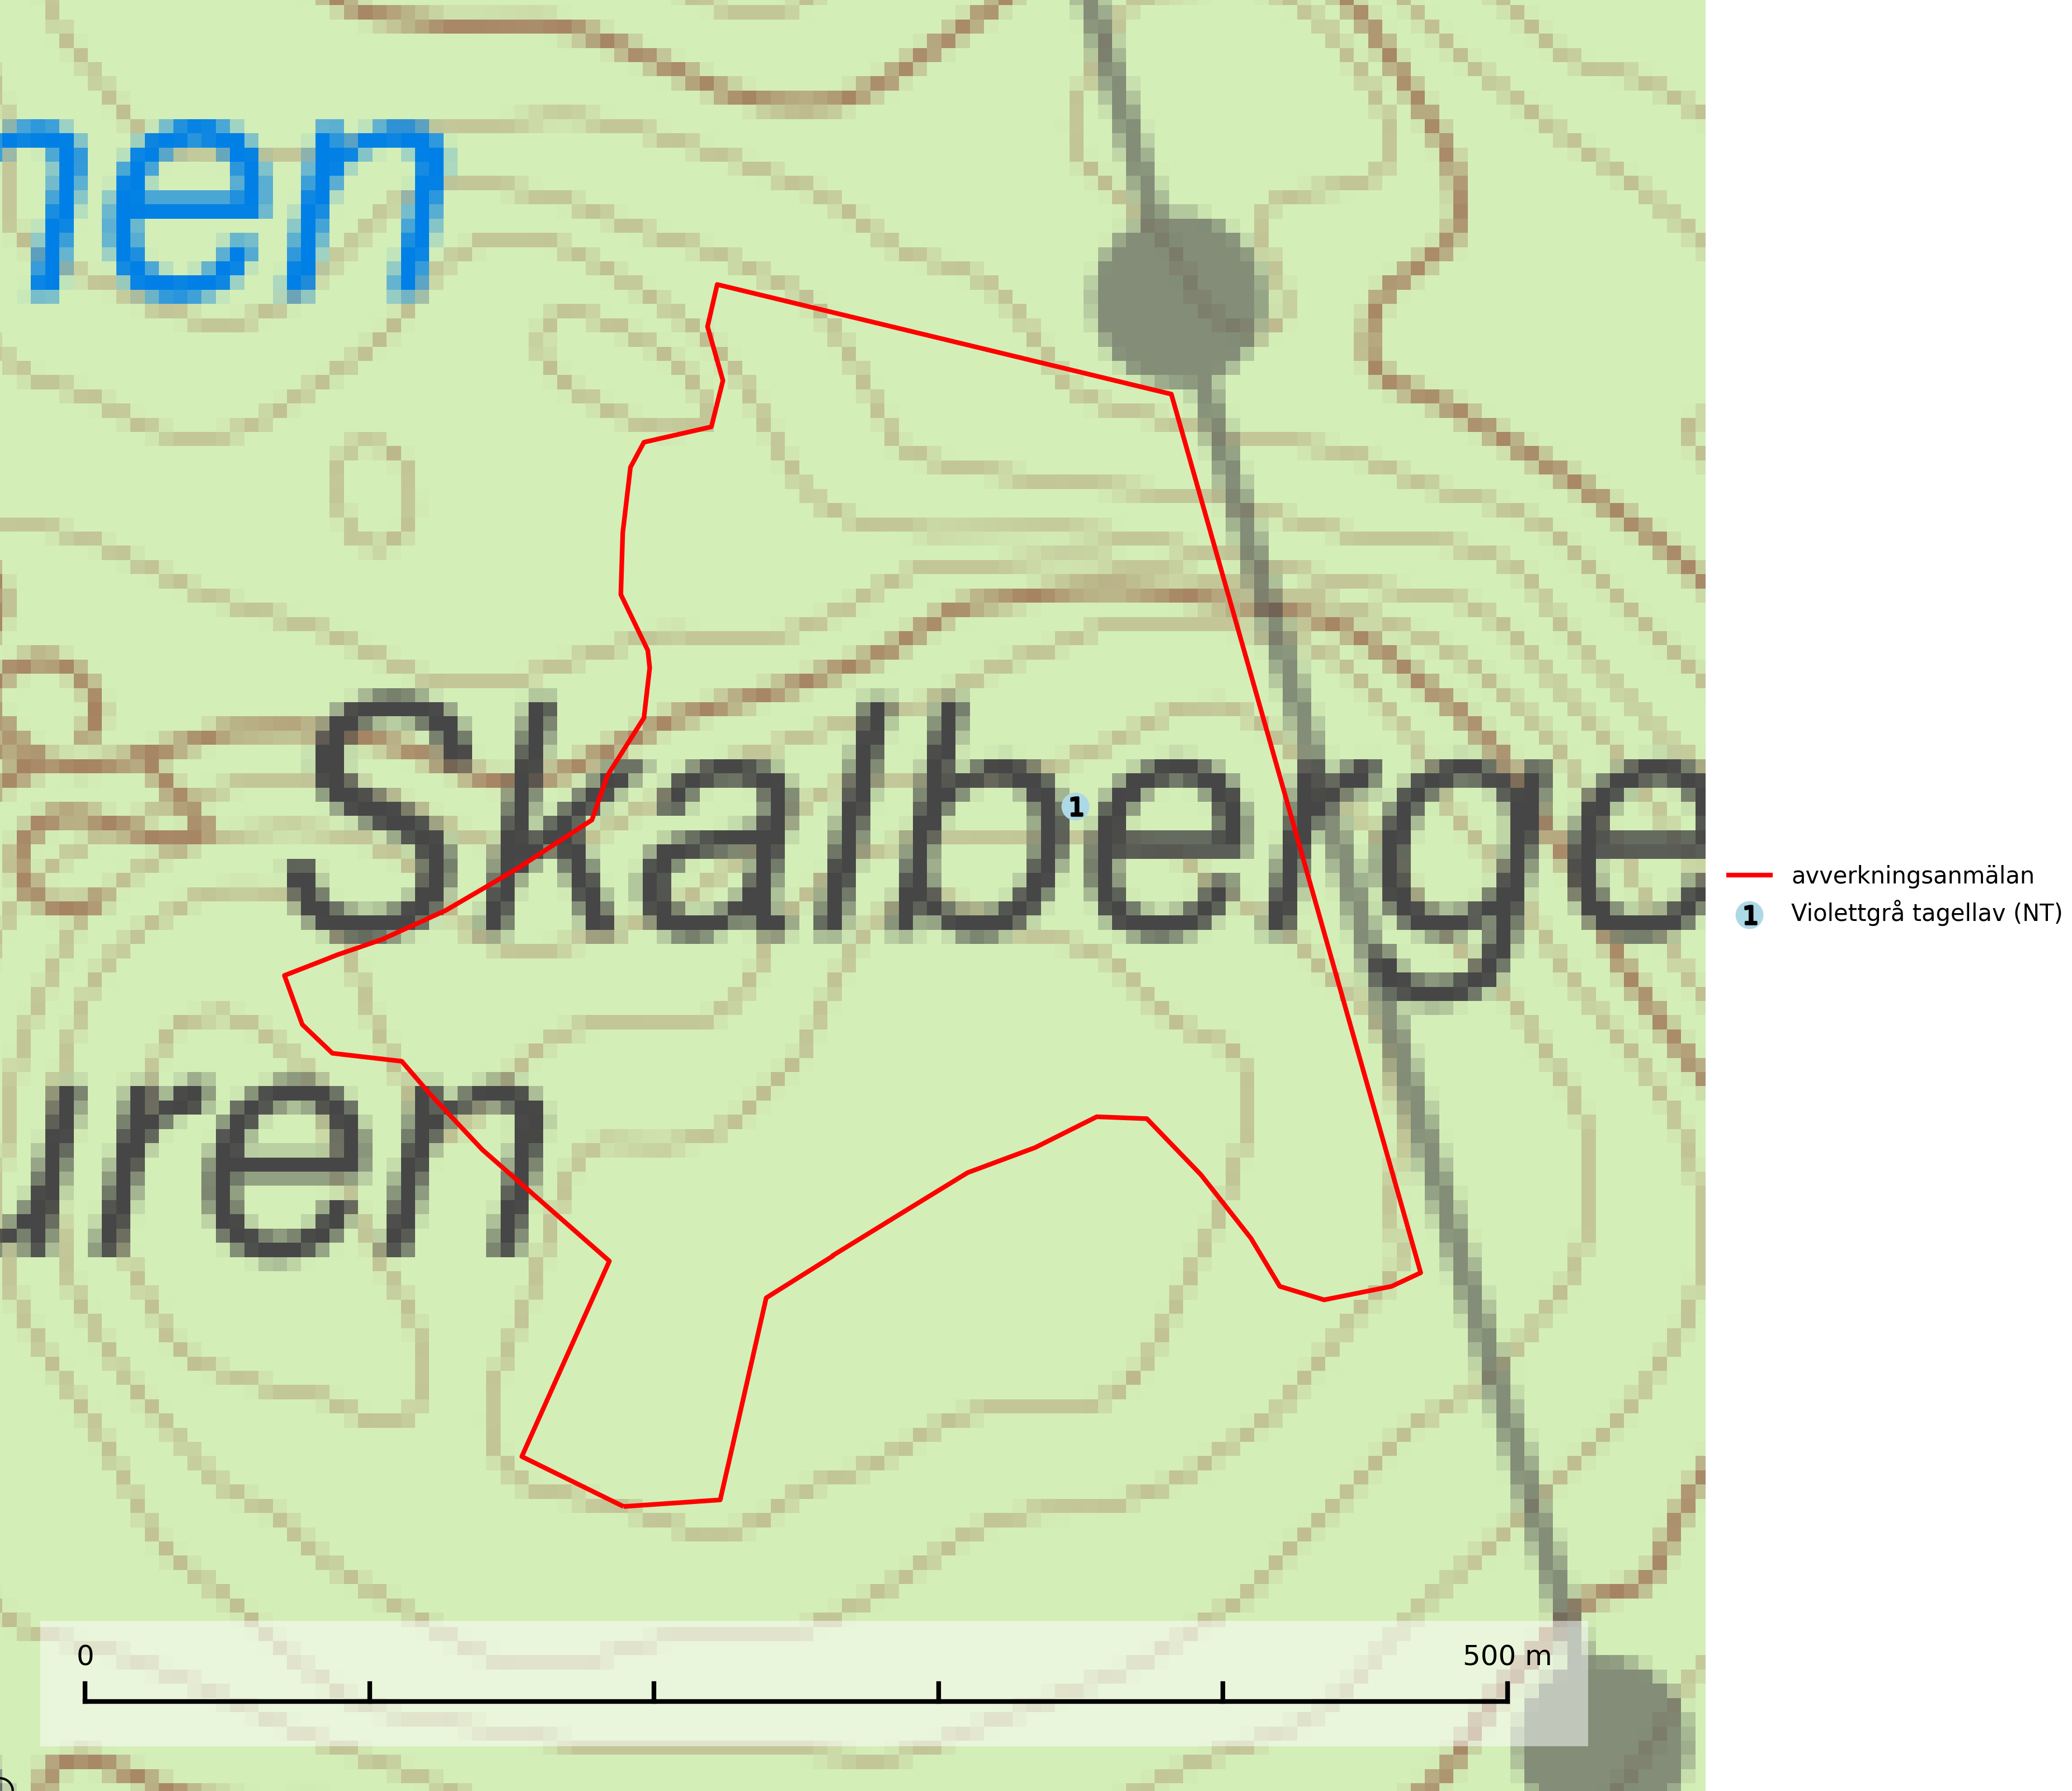 nen
Skalberge
1
uren
0 500 m
avverkningsanmälan
1 Violettgrå tagellav (NT)